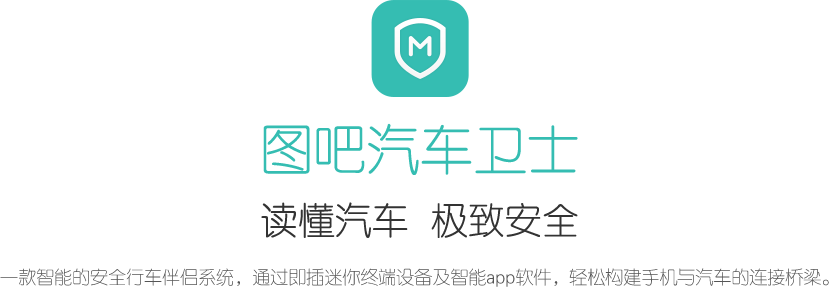 M
图吧汽车卫士
读懂汽车 极致安全
一款智能的安全行车伴侣系统，通过即插迷你终端设备及智能app软件，轻松构建手机与汽车的连接桥梁。